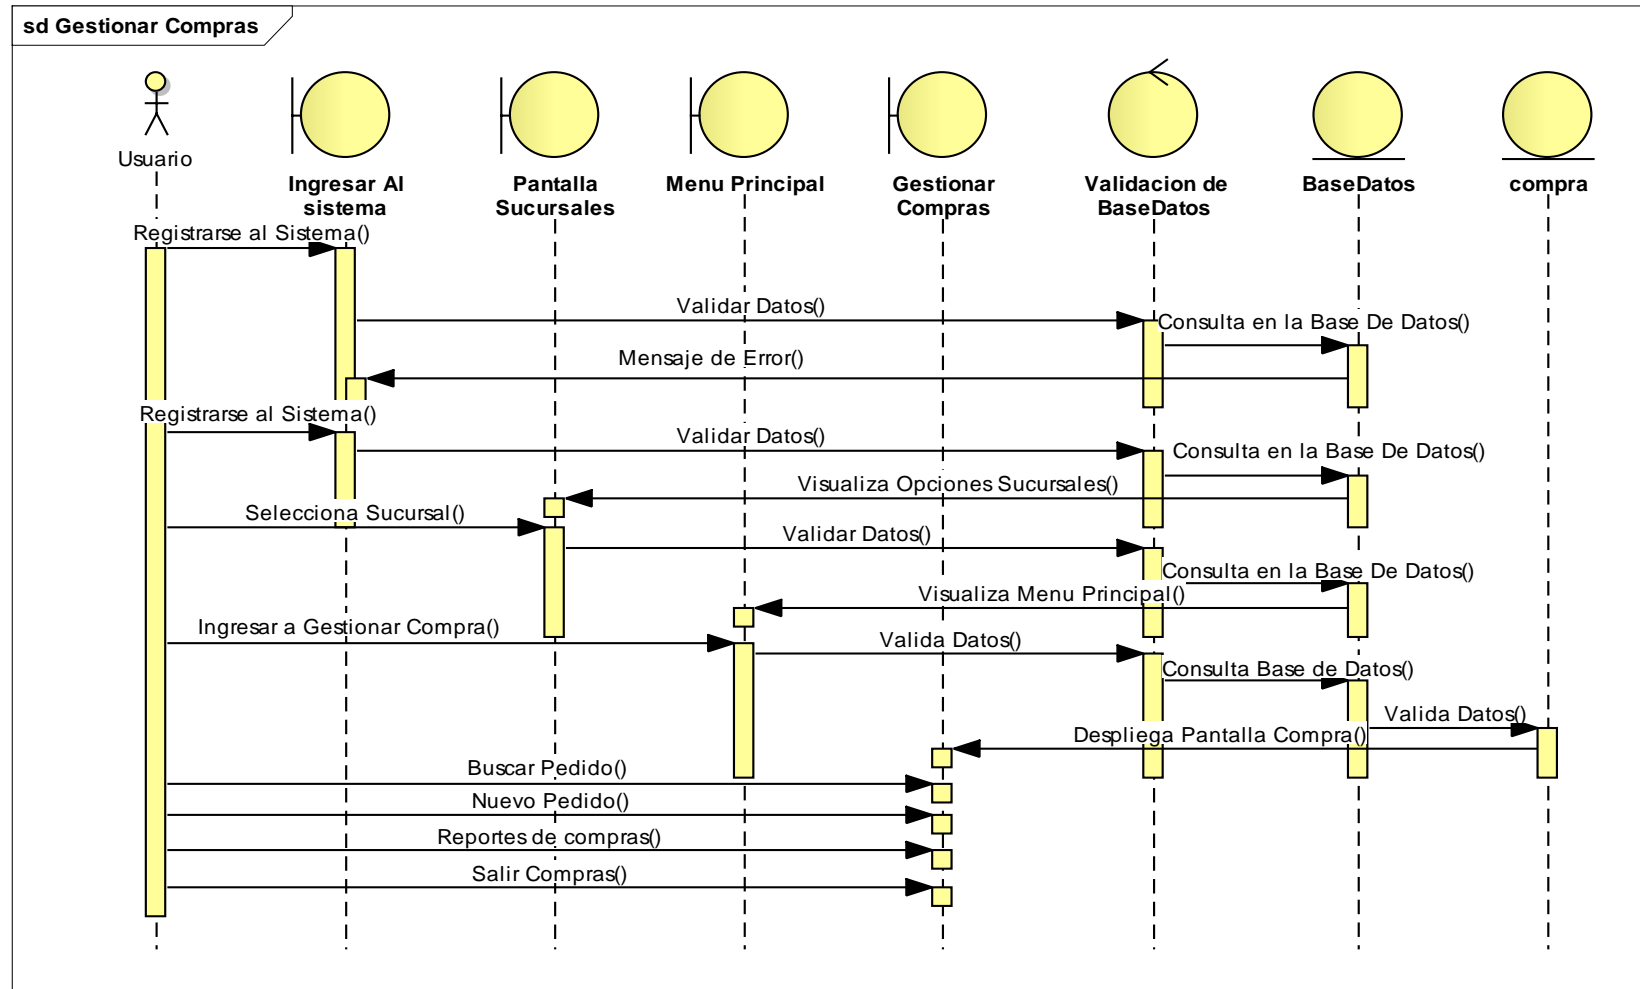 sd Gestionar Compras
Usuario
Ingresar Al
sistema
Pantalla
Sucursales
Menu Principal
Gestionar
Compras
Validacion de
BaseDatos
BaseDatos
compra
Registrarse al Sistema()
Validar Datos()
Consulta en la Base De Datos()
Mensaje de Error()
Registrarse al Sistema()
Validar Datos()
Consulta en la Base De Datos()
Visualiza Opciones Sucursales()
Selecciona Sucursal()
Validar Datos()
Consulta en la Base De Datos()
Visualiza Menu Principal()
Ingresar a Gestionar Compra()
Valida Datos()
Consulta Base de Datos()
Valida Datos()
Despliega Pantalla Compra()
Buscar Pedido()
Nuevo Pedido()
Reportes de compras()
Salir Compras()